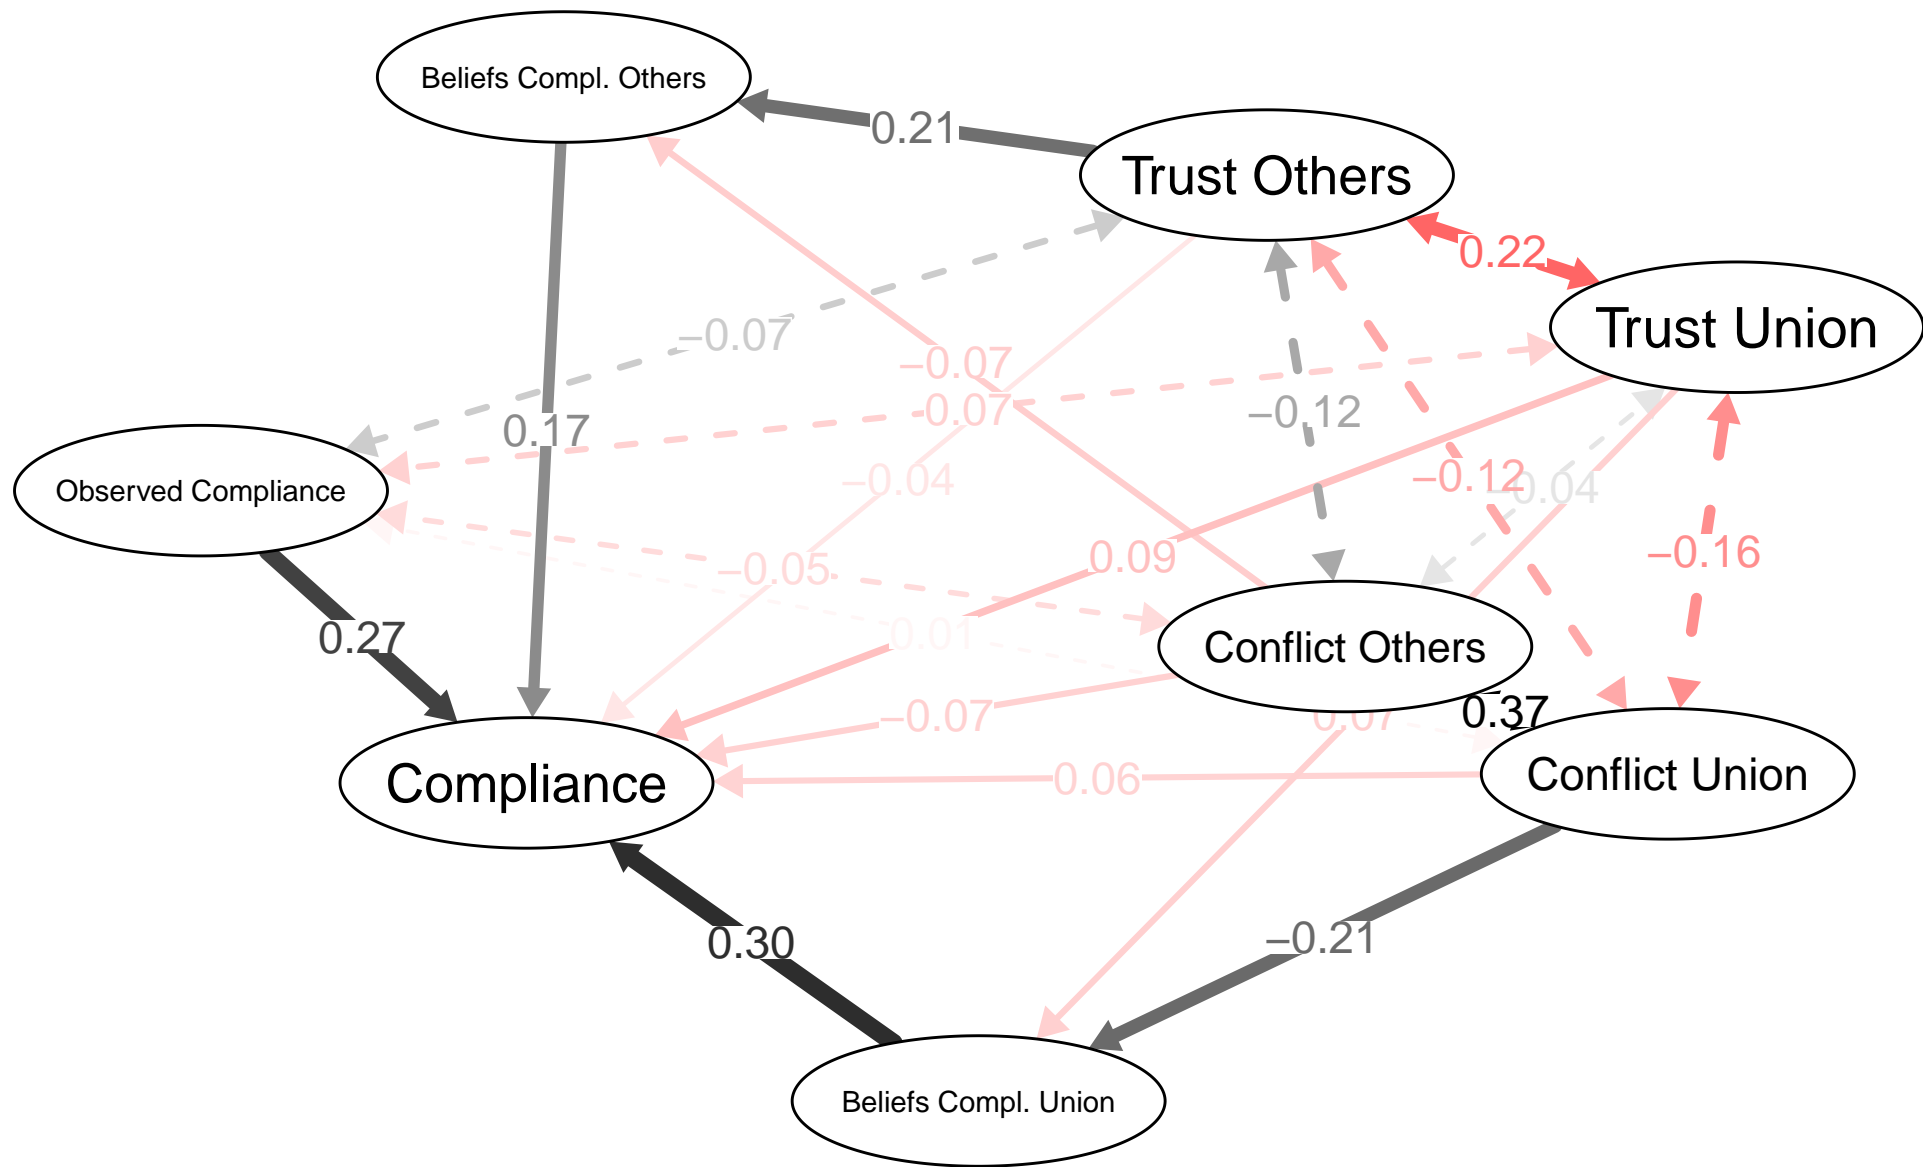 Beliefs Compl. Others
0.21
Trust Others
0.22
Trust Union
−0.07
−0.07
0.07
−0.12
0.17
−0.04
−0.12
−0.04
Observed Compliance
0.09
−0.16
−0.05
0.27
0.01
Conflict Others
−0.07
0.07
0.37
Compliance
0.06
Conflict Union
0.30
−0.21
Beliefs Compl. Union